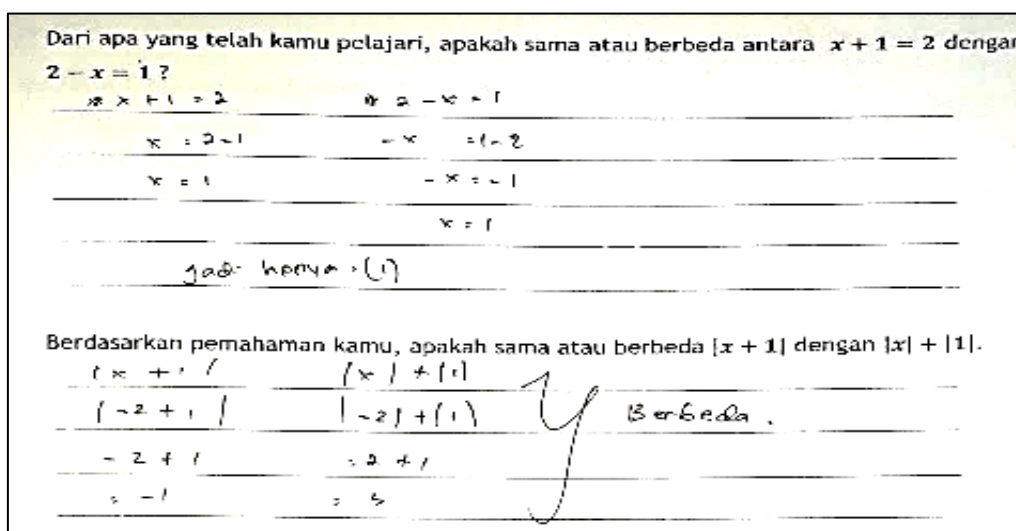 Dari apa yang telah kamu pelajari, apakah sama atau berbeda antara x + 1 = 2 dengan
2 − x = 1 ?
x + 1 = 2 2 - x = 1
x = 2-1 - x = 1-2
x = 1 - x = -1
x = 1
jadi hanya = (1)
Berdasarkan pemahaman kamu, apakah sama atau berbeda |x + 1| dengan |x| + |1|.
|x + 1| |x| + |1|
|-2 + 1| |-2| + |1| Berbeda.
- 2 + 1 = 2 + 1
= -1 = 3